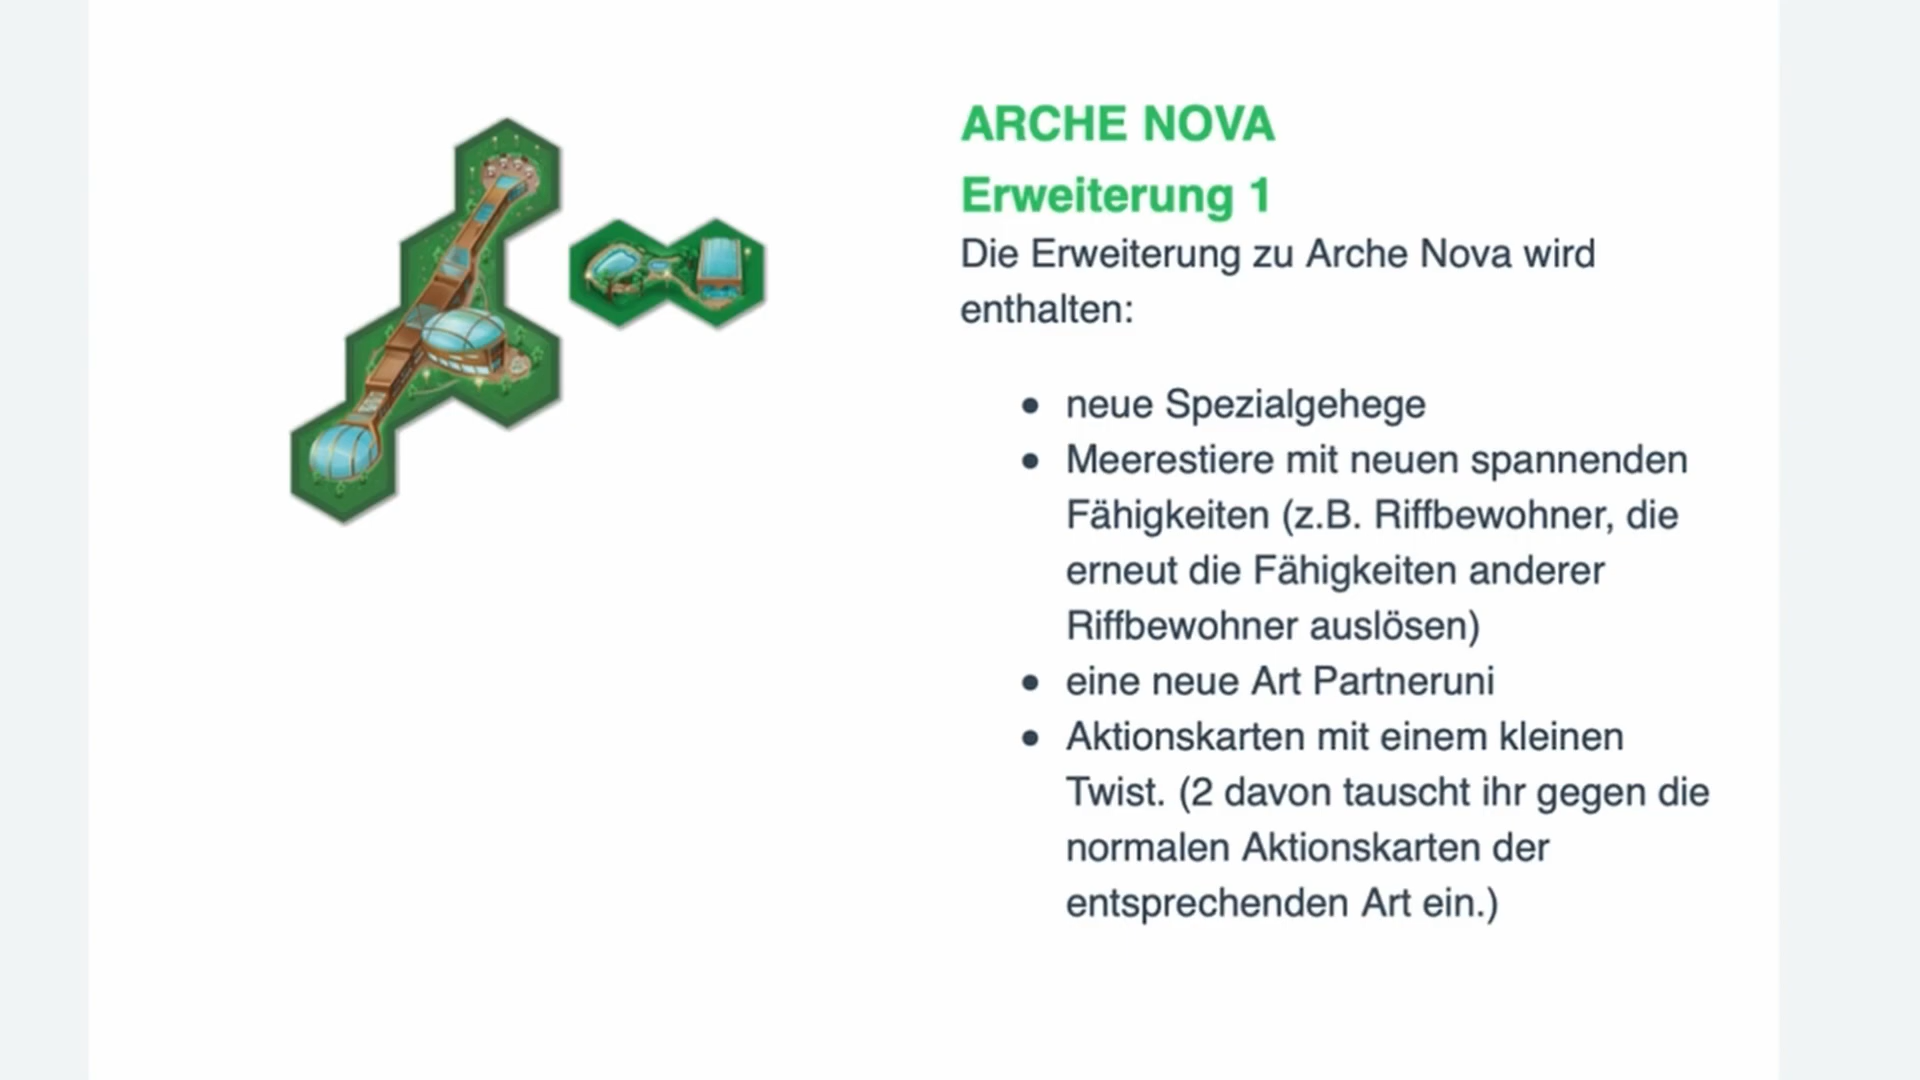 ARCHE NOVA
Erweiterung 1
Die Erweiterung zu Arche Nova wird
enthalten:
● neue Spezialgehege
● Meerestiere mit neuen spannenden
Fähigkeiten (z.B. Riffbewohner, die
erneut die Fähigkeiten anderer
Riffbewohner auslösen)
● eine neue Art Partneruni
● Aktionskarten mit einem kleinen
Twist. (2 davon tauscht ihr gegen die
normalen Aktionskarten der
entsprechenden Art ein.)